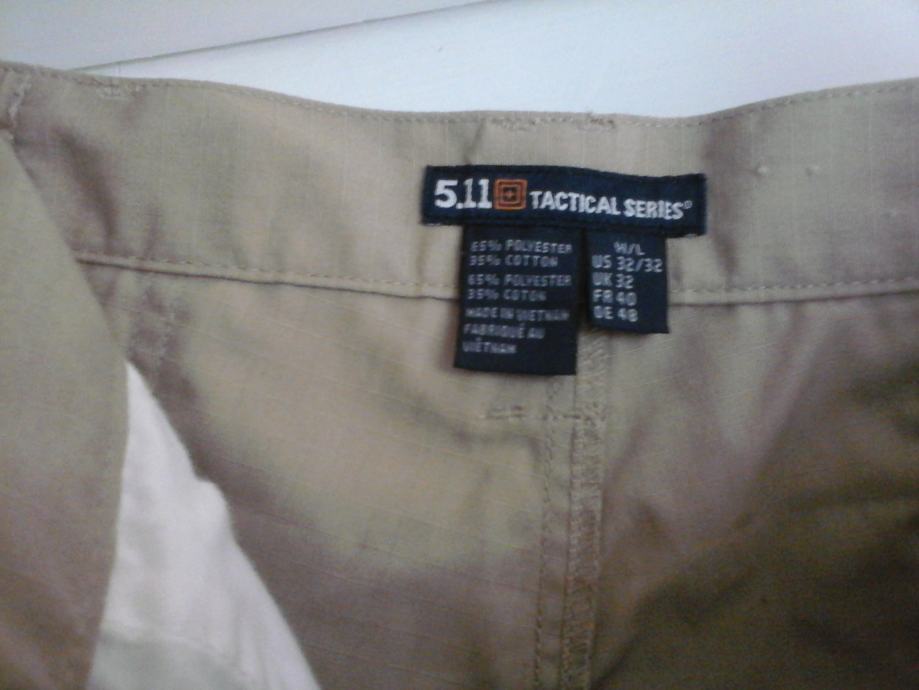 5.11 TACTICAL SERIES®
65% POLYESTER
35% COTTON
65% POLYESTER
35% COTON
MADE IN VIETNAM
FABRIQUÉ AU
VIÊTNAM
W/L
US 32/32
UK 32
FR 40
DE 48